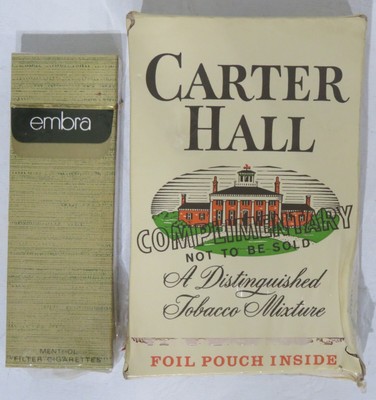 embra
MENTHOL
FILTER CIGARETTES
CARTER
HALL
COMPLIMENTARY
NOT TO BE SOLD
A Distinguished
Tobacco Mixture
FOIL POUCH INSIDE